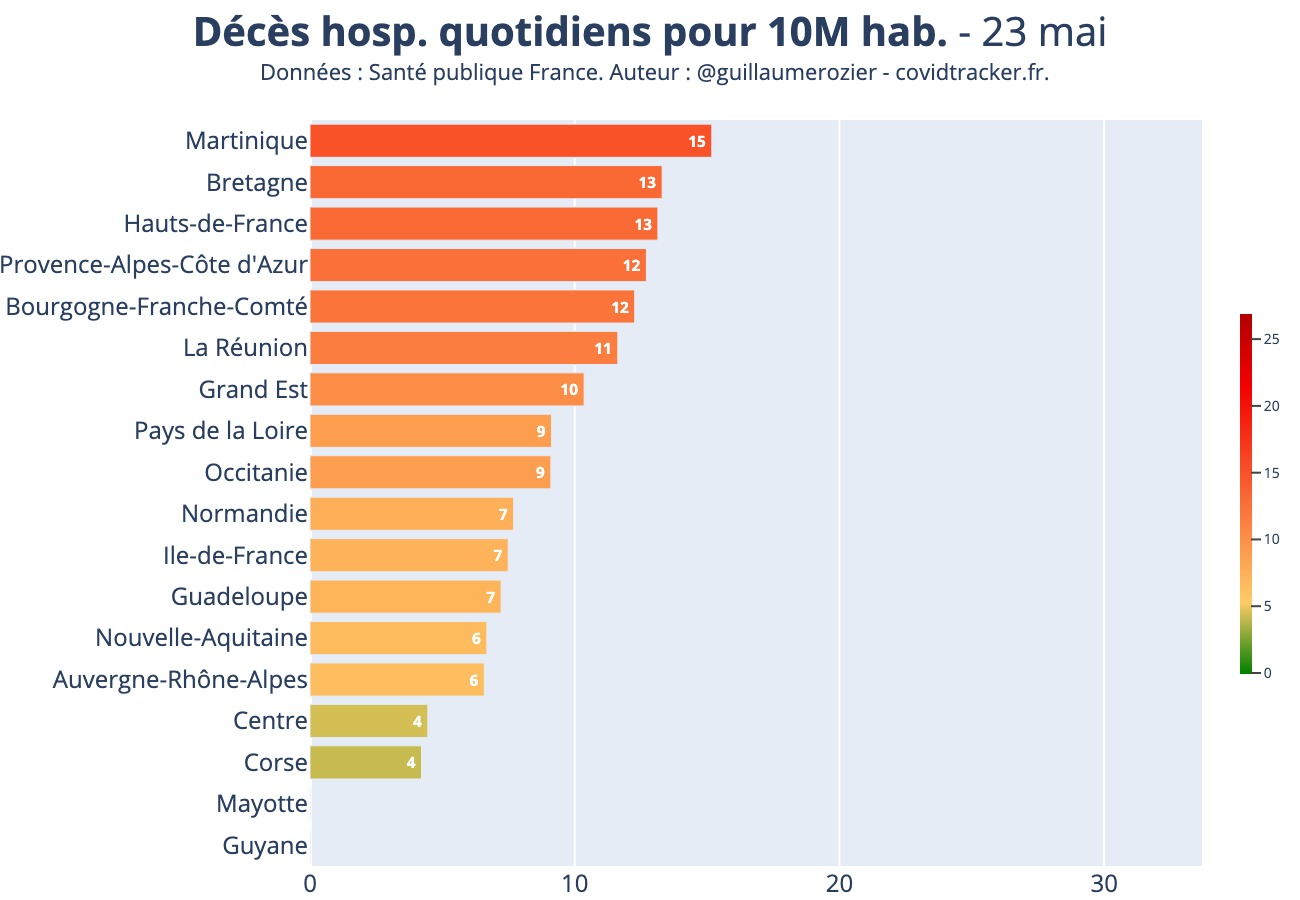 Décès hosp. quotidiens pour 10M hab. - 23 mai
Données : Santé publique France. Auteur : @guillaumerozier - covidtracker.fr.
Martinique 15
Bretagne 13
Hauts-de-France 13
Provence-Alpes-Côte d'Azur 12
Bourgogne-Franche-Comté 12
La Réunion 11
Grand Est 10
Pays de la Loire 9
Occitanie 9
Normandie 7
Ile-de-France 7
Guadeloupe 7
Nouvelle-Aquitaine 6
Auvergne-Rhône-Alpes 6
Centre 4
Corse 4
Mayotte
Guyane
0 10 20 30
25
20
15
10
5
0